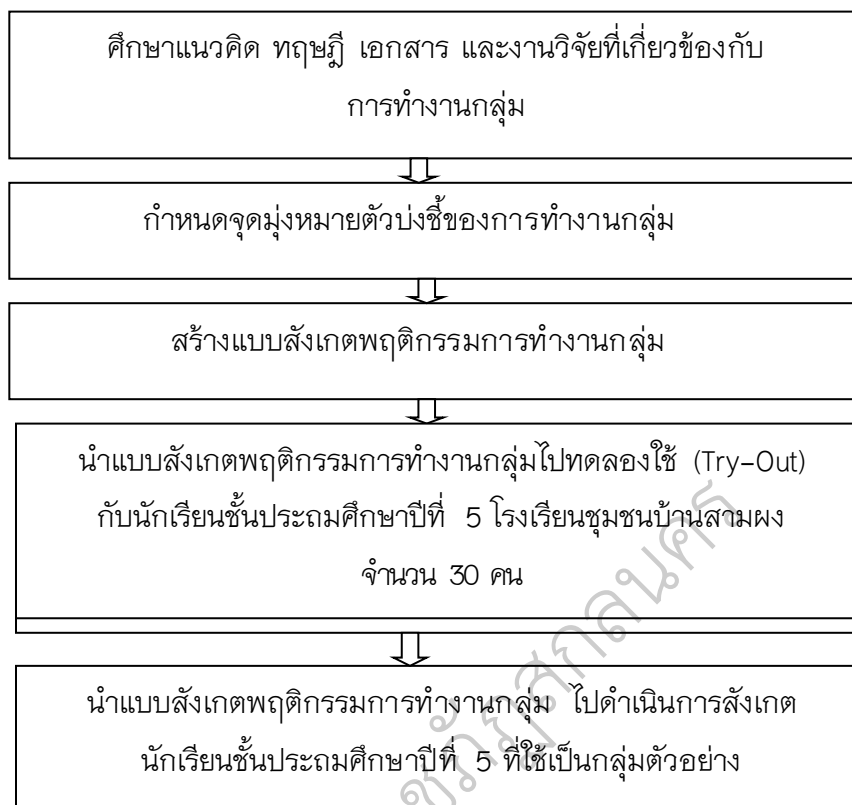 ศึกษาแนวคิด ทฤษฎี เอกสาร และงานวิจัยที่เกี่ยวข้องกับ
การทำงานกลุ่ม
กำหนดจุดมุ่งหมายตัวบ่งชี้ของการทำงานกลุ่ม
สร้างแบบสังเกตพฤติกรรมการทำงานกลุ่ม
นำแบบสังเกตพฤติกรรมการทำงานกลุ่มไปทดลองใช้ (Try-Out)
กับนักเรียนชั้นประถมศึกษาปีที่ 5 โรงเรียนชุมชนบ้านสามผง
จำนวน 30 คน
นำแบบสังเกตพฤติกรรมการทำงานกลุ่ม ไปดำเนินการสังเกต
นักเรียนชั้นประถมศึกษาปีที่ 5 ที่ใช้เป็นกลุ่มตัวอย่าง